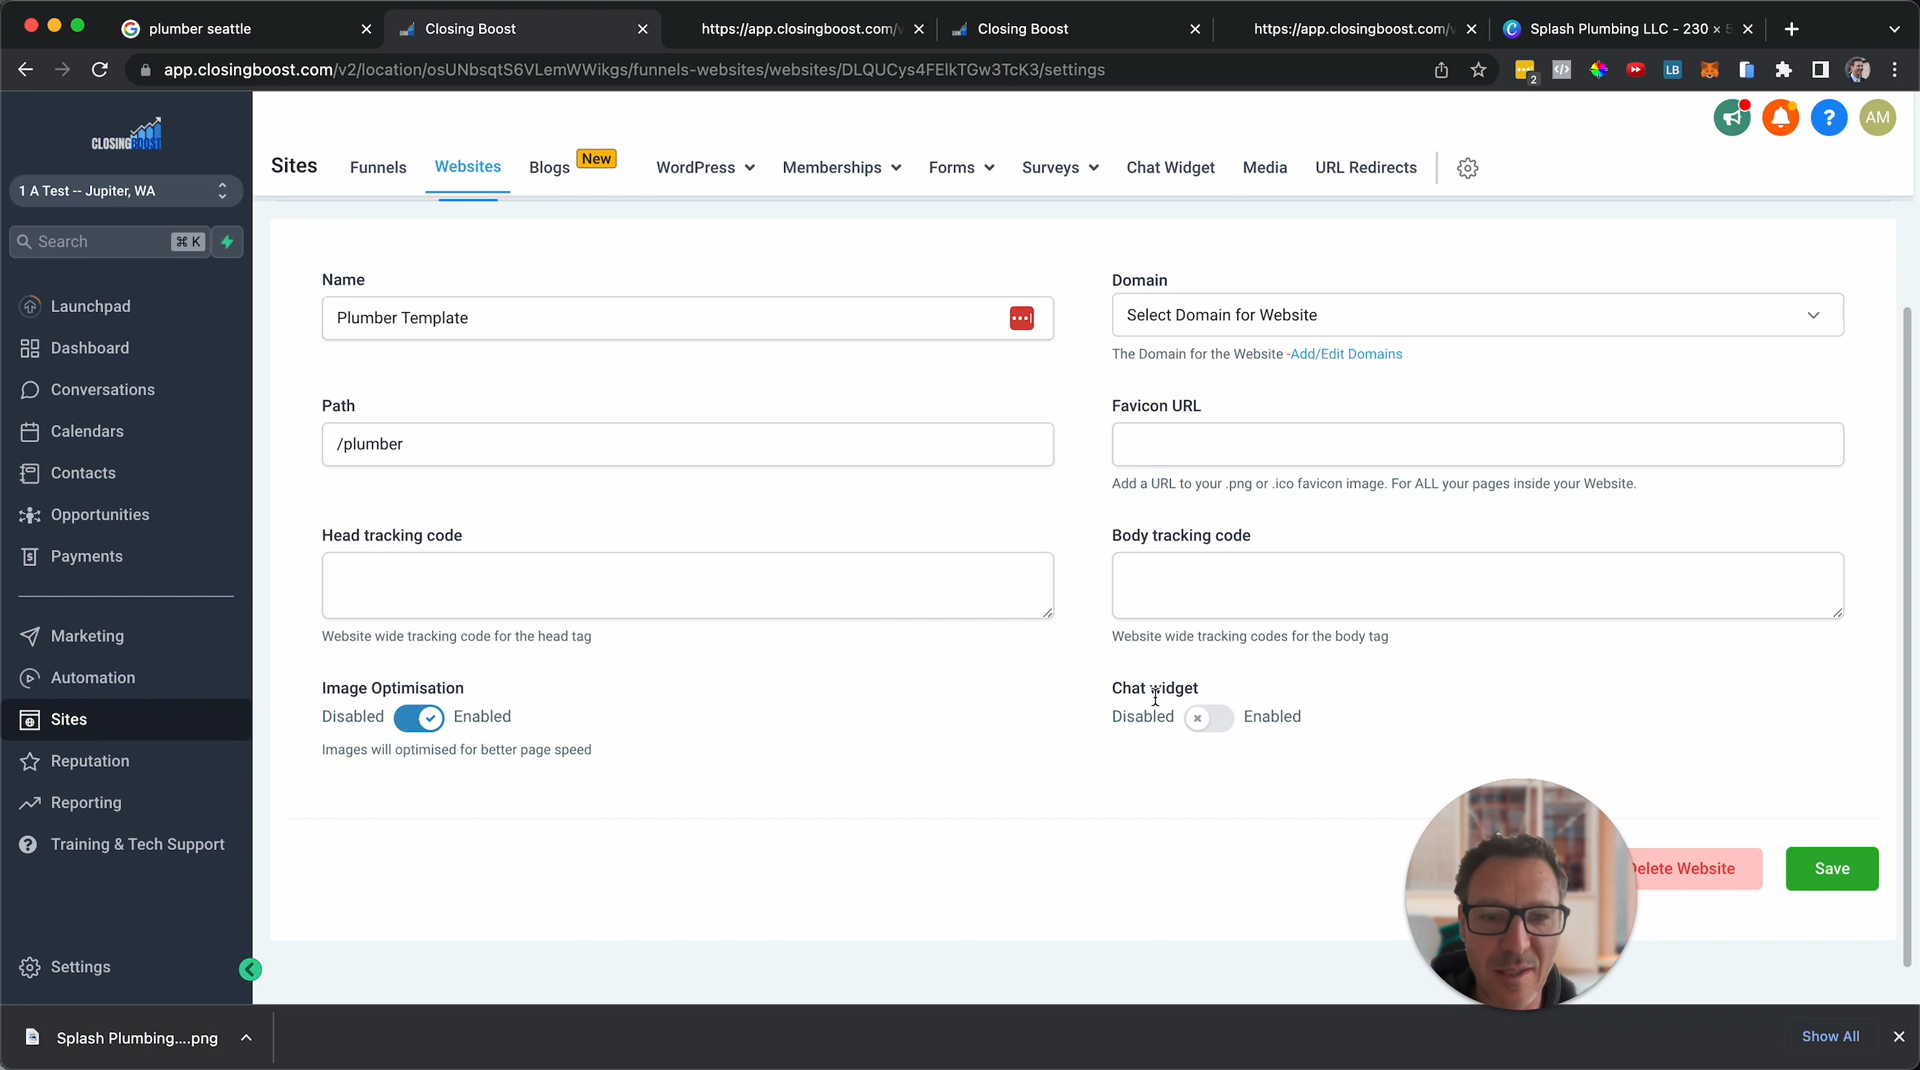 plumber seattle
Closing Boost
https://app.closingboost.com/v
Closing Boost
https://app.closingboost.com/v
Splash Plumbing LLC - 230 ×
app.closingboost.com/v2/location/osUNbsqtS6VLemWWikgs/funnels-websites/websites/DLQUCys4FElkTGw3TcK3/settings
2
LB
CLOSINGBOOST
AM
Sites
Funnels
Websites
Blogs
New
WordPress
Memberships
Forms
Surveys
Chat Widget
Media
URL Redirects
1 A Test -- Jupiter, WA
Search
⌘ K
Launchpad
Dashboard
Conversations
Calendars
Contacts
Opportunities
Payments
Marketing
Automation
Sites
Reputation
Reporting
Training & Tech Support
Settings
Name
Plumber Template
Domain
Select Domain for Website
The Domain for the Website -Add/Edit Domains
Path
/plumber
Favicon URL
Add a URL to your .png or .ico favicon image. For ALL your pages inside your Website.
Head tracking code
Website wide tracking code for the head tag
Body tracking code
Website wide tracking codes for the body tag
Image Optimisation
Disabled
Enabled
Images will optimised for better page speed
Chat widget
Disabled
Enabled
Delete Website
Save
Splash Plumbing....png
Show All